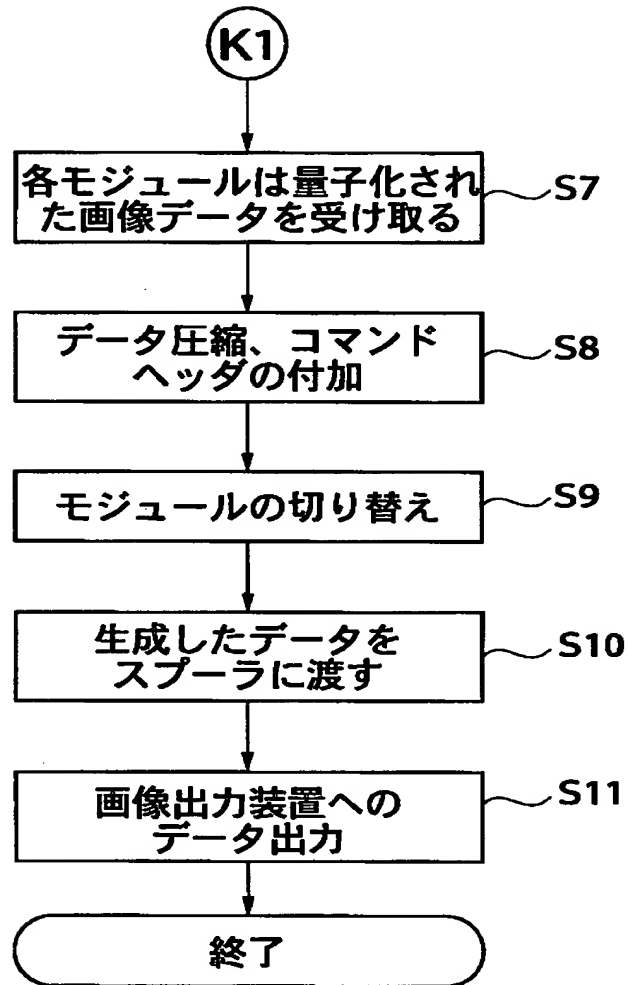 K1
各モジュールは量子化され
た画像データを受け取る
S7
データ圧縮、コマンド
ヘッダの付加
S8
モジュールの切り替え
S9
生成したデータを
スプーラに渡す
S10
画像出力装置への
データ出力
S11
終了